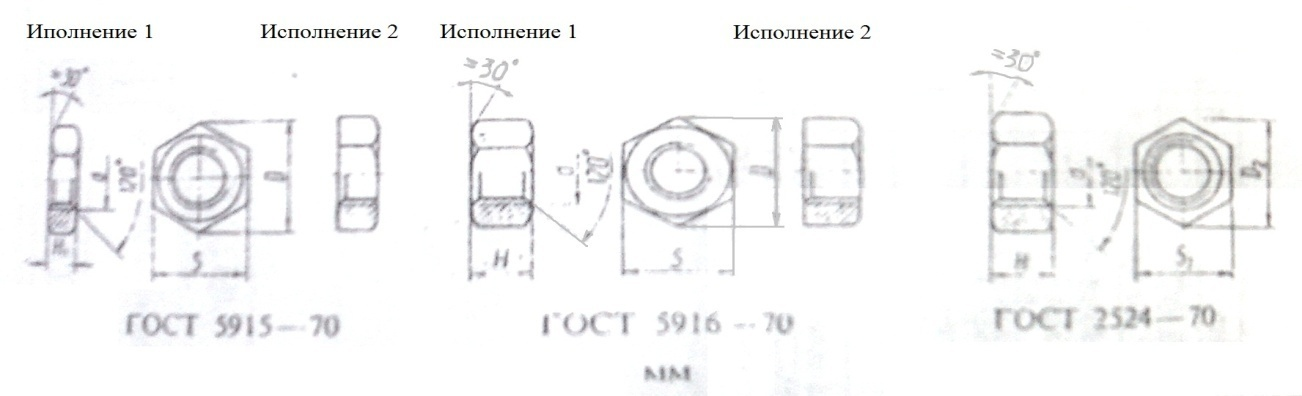 Иполнение 1 Исполнение 2 Исполнение 1 Исполнение 2
≈30° ≈30° ≈30°
d 120° D d 120° D d 120° D2
H S H S H S1
ГОСТ 5915—70 ГОСТ 5916—70 ГОСТ 2524—70
мм